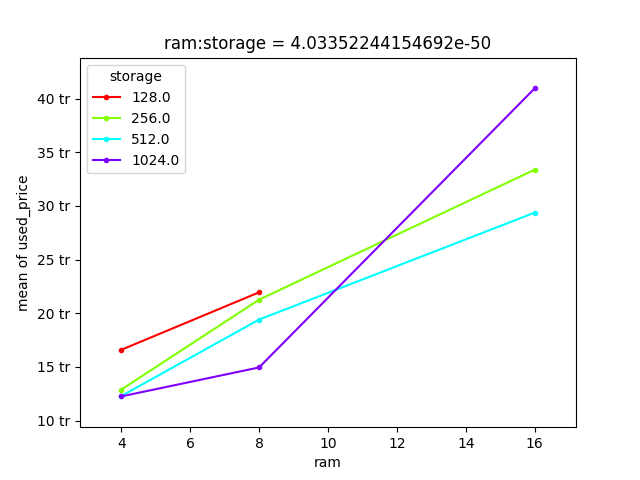 ram:storage = 4.03352244154692e-50
storage
128.0
256.0
512.0
1024.0
40 tr
35 tr
30 tr
25 tr
20 tr
15 tr
10 tr
mean of used_price
4 6 8 10 12 14 16
ram